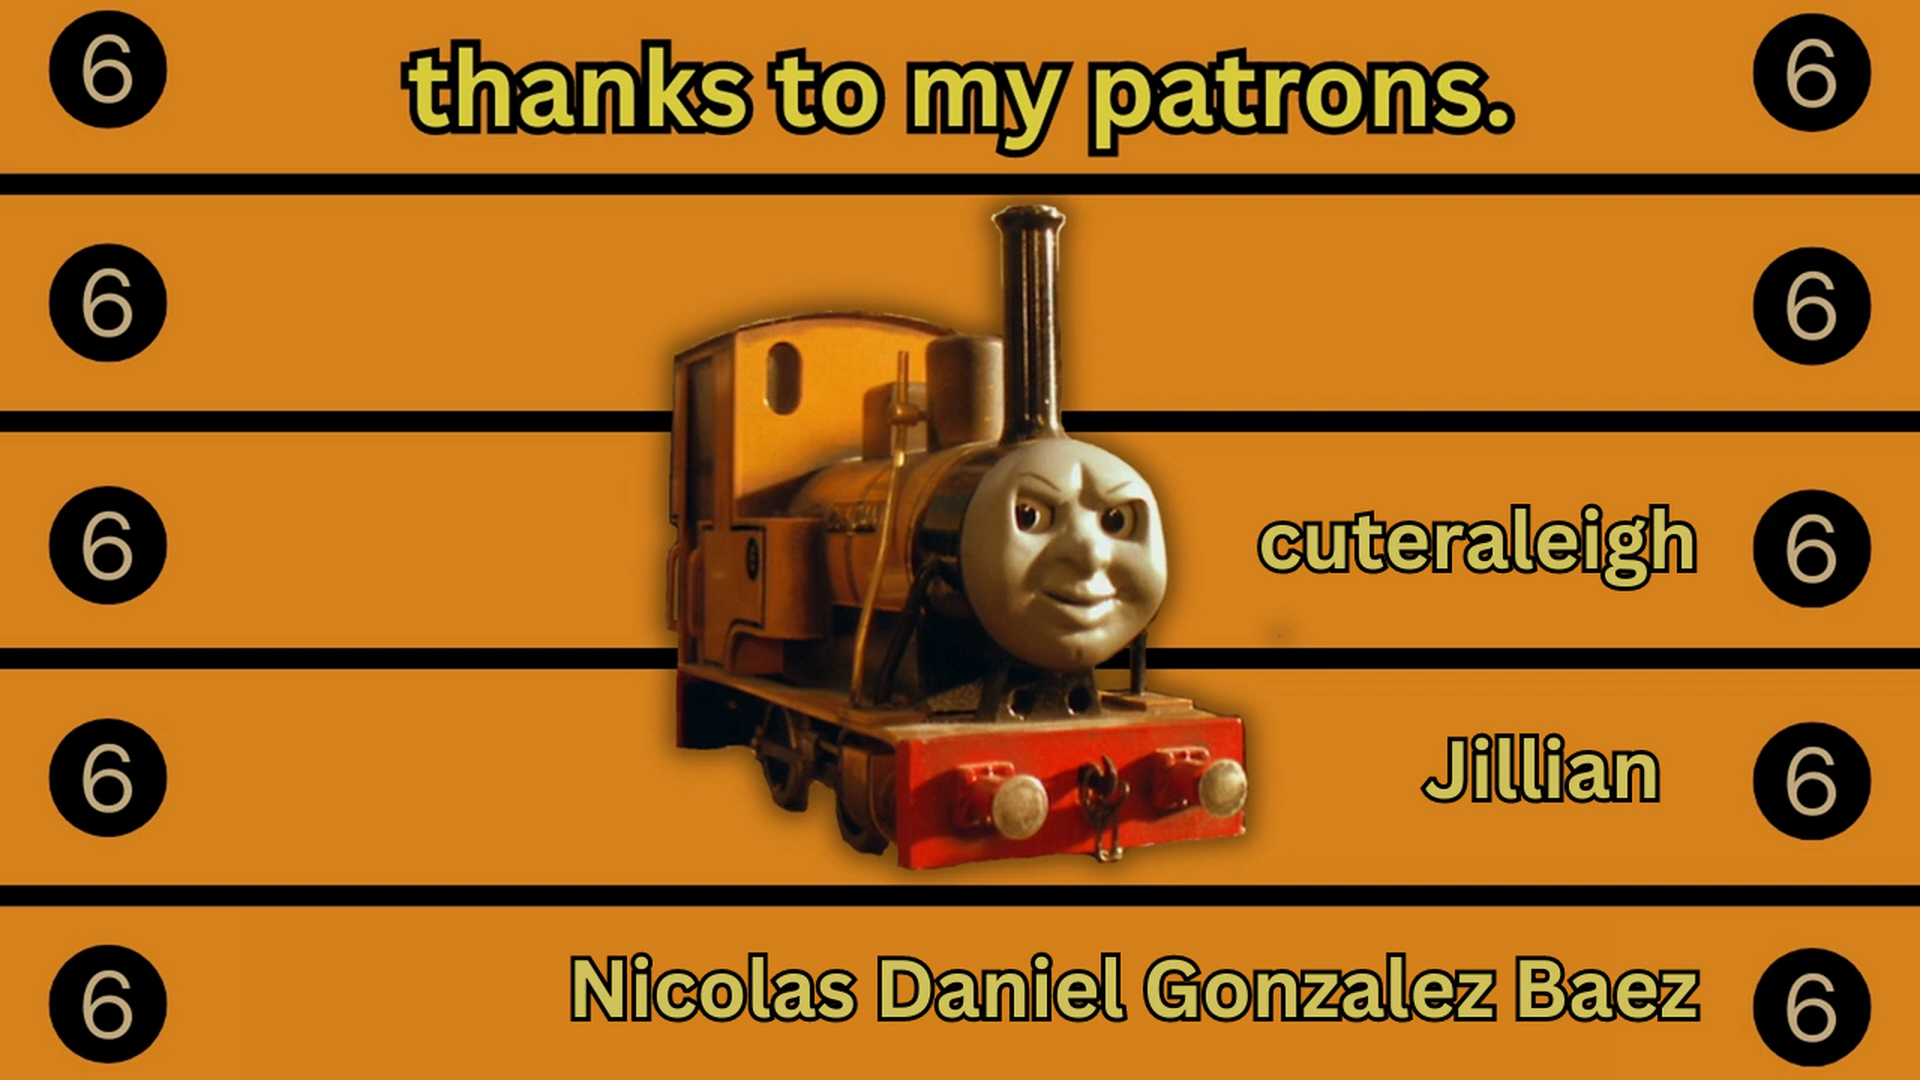 6 thanks to my patrons. 6
6 6
6 cuteraleigh 6
6 Jillian 6
6 Nicolas Daniel Gonzalez Baez 6